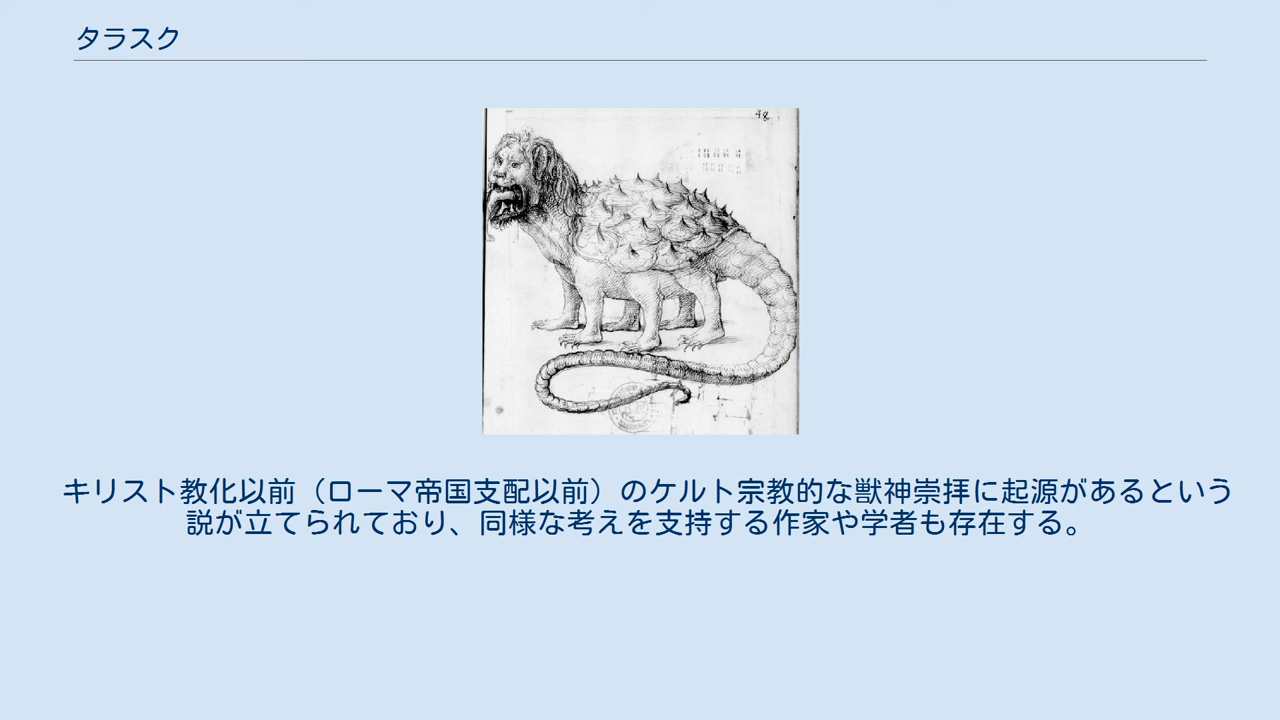 タラスク
48
キリスト教化以前（ローマ帝国支配以前）のケルト宗教的な獣神崇拝に起源があるという
説が立てられており、同様な考えを支持する作家や学者も存在する。